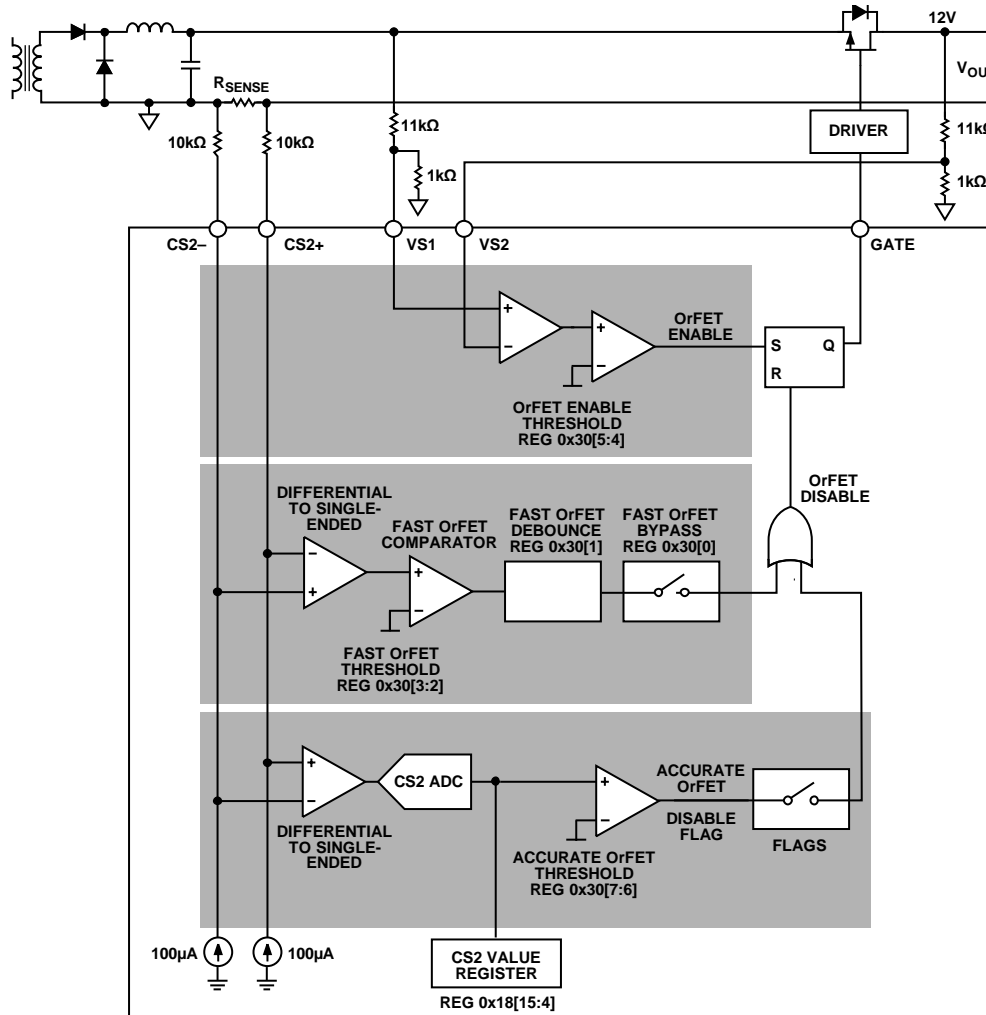 12V
V_OU
R_SENSE
10kΩ
10kΩ
11kΩ
1kΩ
DRIVER
11kΩ
1kΩ
CS2–
CS2+
VS1
VS2
GATE
+
–
+
–
OrFET
ENABLE
S
Q
R
OrFET ENABLE
THRESHOLD
REG 0x30[5:4]
OrFET
DISABLE
DIFFERENTIAL
TO SINGLE-
ENDED
FAST OrFET
COMPARATOR
FAST OrFET
DEBOUNCE
REG 0x30[1]
FAST OrFET
BYPASS
REG 0x30[0]
–
+
+
–
FAST OrFET
THRESHOLD
REG 0x30[3:2]
+
–
CS2 ADC
+
–
ACCURATE
OrFET
DISABLE
FLAG
FLAGS
DIFFERENTIAL
TO SINGLE-
ENDED
ACCURATE OrFET
THRESHOLD
REG 0x30[7:6]
100µA
100µA
CS2 VALUE
REGISTER
REG 0x18[15:4]